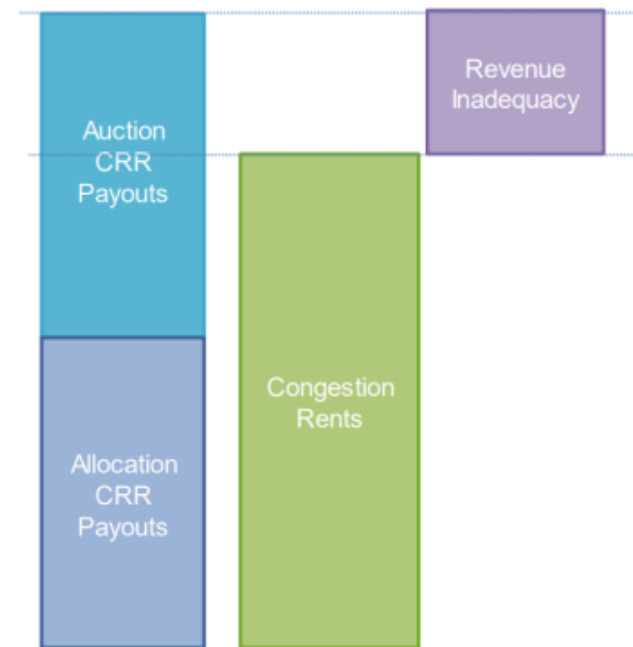 Revenue
Inadequacy
Auction
CRR
Payouts
Congestion
Rents
Allocation
CRR
Payouts